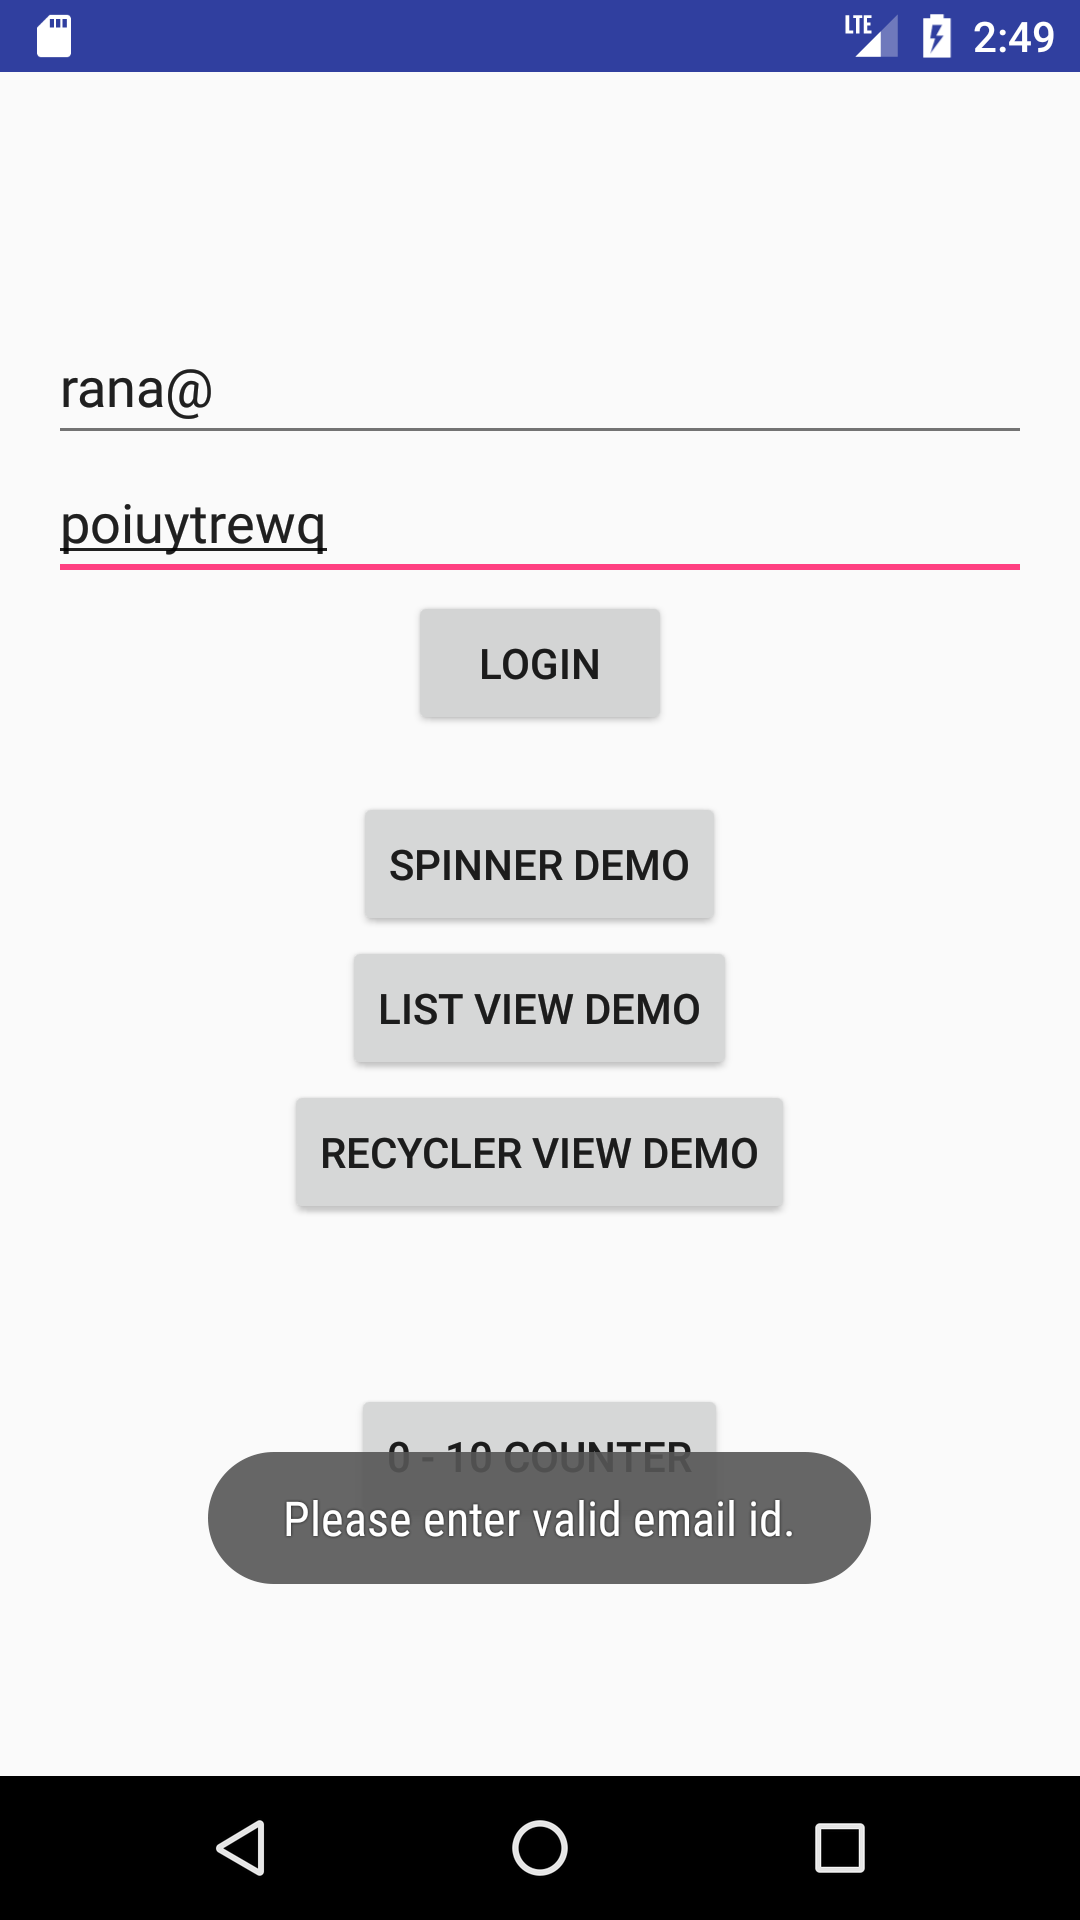 LTE 2:49
rana@
poiuytrewq
LOGIN
SPINNER DEMO
LIST VIEW DEMO
RECYCLER VIEW DEMO
0 - 10 COUNTER
Please enter valid email id.